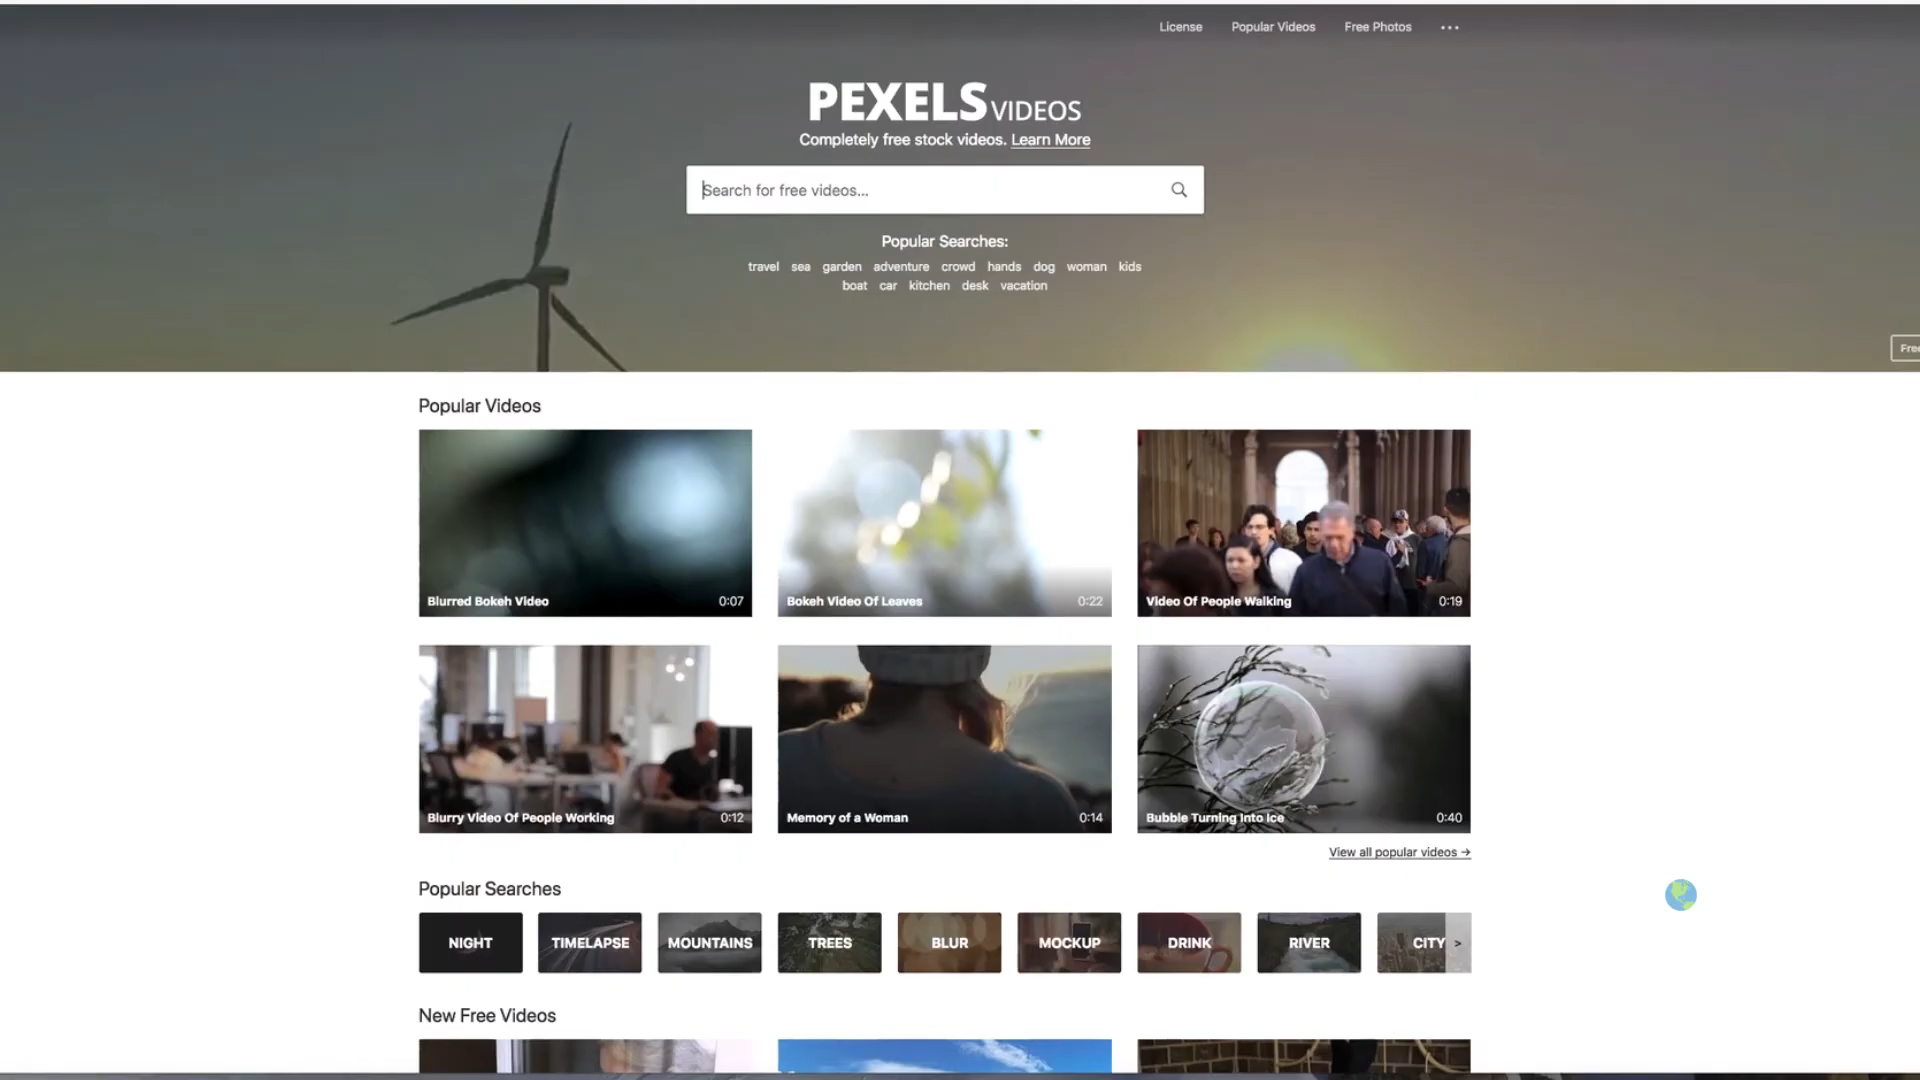 License Popular Videos Free Photos
PEXELS VIDEOS
Completely free stock videos. Learn More
Search for free videos...
Popular Searches:
travel sea garden adventure crowd hands dog woman kids
boat car kitchen desk vacation
Free
Popular Videos
Blurred Bokeh Video 0:07
Bokeh Video Of Leaves 0:22
Video Of People Walking 0:19
Blurry Video Of People Working 0:12
Memory of a Woman 0:14
Bubble Turning Into Ice 0:40
View all popular videos →
Popular Searches
NIGHT TIMELAPSE MOUNTAINS TREES BLUR MOCKUP DRINK RIVER CITY >
New Free Videos